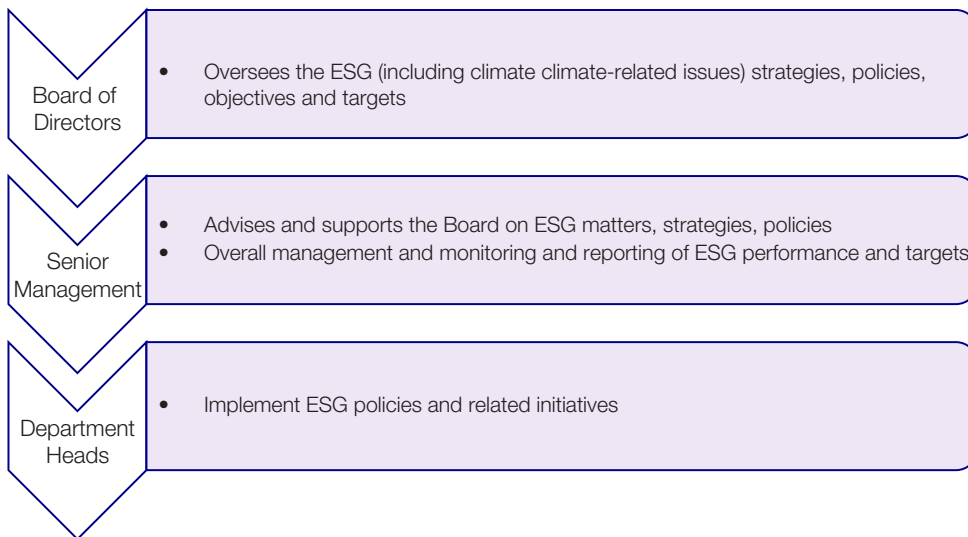 Board of
Directors
• Oversees the ESG (including climate climate-related issues) strategies, policies,
objectives and targets
Senior
Management
• Advises and supports the Board on ESG matters, strategies, policies
• Overall management and monitoring and reporting of ESG performance and targets
Department
Heads
• Implement ESG policies and related initiatives